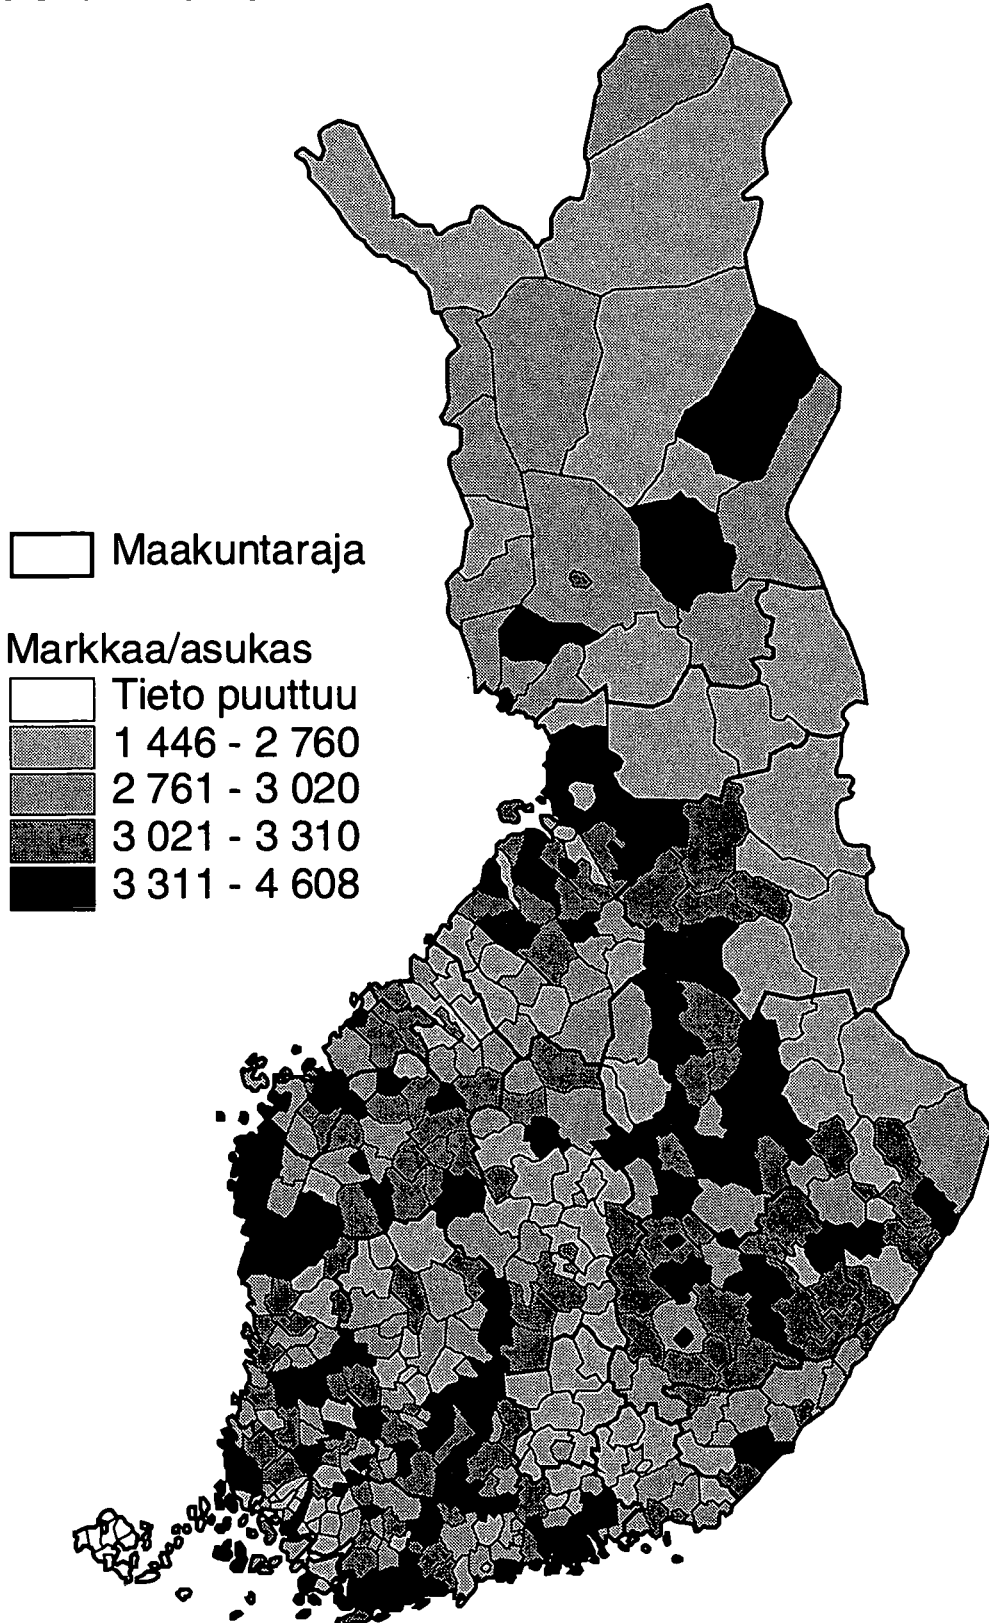 Maakuntaraja
Markkaa/asukas
Tieto puuttuu
1 446 - 2 760
2 761 - 3 020
3 021 - 3 310
3 311 - 4 608